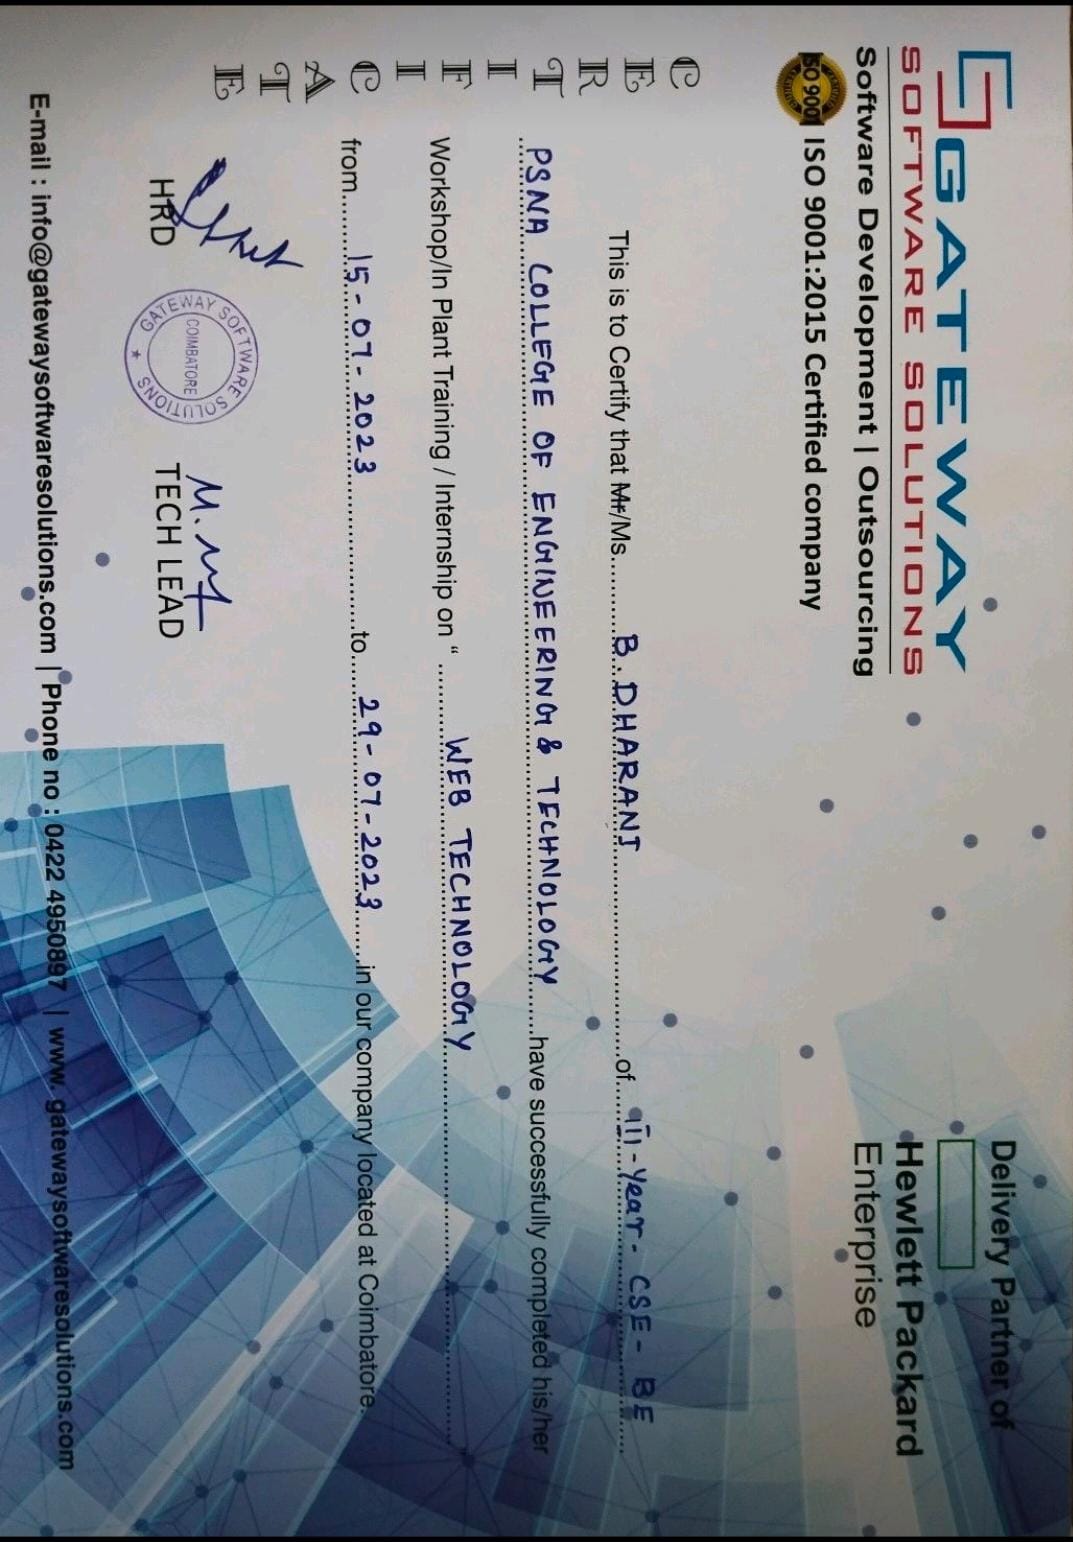 GATEWAY
SOFTWARE SOLUTIONS
Software Development | Outsourcing
ISO 9001 ISO 9001:2015 Certified company
Delivery Partner of
Hewlett Packard
Enterprise
CERTIFICATE
This is to Certify that Mr/Ms..........B.DHARANI..........of....III-Year- CSE- BE....
PSNA COLLEGE OF ENGINEERING & TECHNOLOGY......have successfully completed his/her
Workshop/In Plant Training / Internship on “ ..........WEB TECHNOLOGY..........
from........15-07-2023..........to......29-07-2023.......in our company located at Coimbatore.
HRD
GATEWAY SOFTWARE SOLUTIONS
COIMBATORE
TECH LEAD
E-mail : info@gatewaysoftwaresolutions.com | Phone no : 0422 4950897 | www. gatewaysoftwaresolutions.com